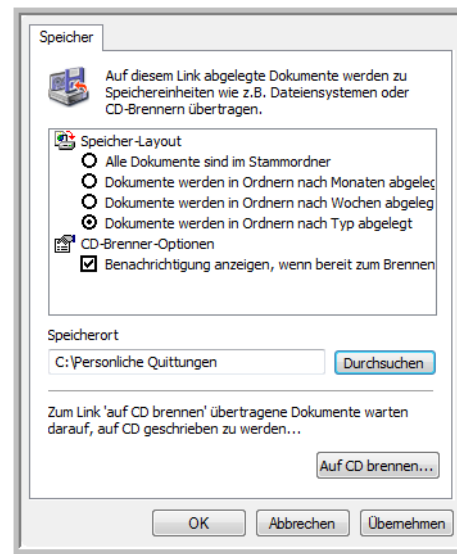 Speicher
Auf diesem Link abgelegte Dokumente werden zu
Speichereinheiten wie z.B. Dateiensystemen oder
CD-Brennern übertragen.
Speicher-Layout
Alle Dokumente sind im Stammordner
Dokumente werden in Ordnern nach Monaten abgeleg
Dokumente werden in Ordnern nach Wochen abgeleg
Dokumente werden in Ordnern nach Typ abgelegt
CD-Brenner-Optionen
Benachrichtigung anzeigen, wenn bereit zum Brennen
Speicherort
C:\Personliche Quittungen
Durchsuchen
Zum Link 'auf CD brennen' übertragene Dokumente warten
darauf, auf CD geschrieben zu werden...
Auf CD brennen...
OK Abbrechen Übernehmen